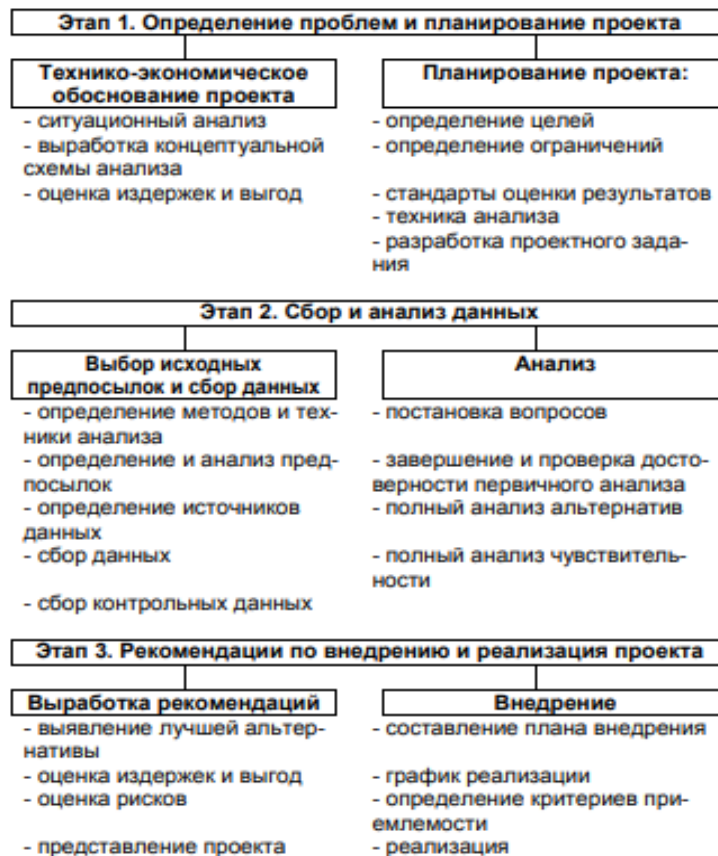 Этап 1. Определение проблем и планирование проекта
Технико-экономическое
обоснование проекта
- ситуационный анализ
- выработка концептуальной
схемы анализа
- оценка издержек и выгод
Планирование проекта:
- определение целей
- определение ограничений
- стандарты оценки результатов
- техника анализа
- разработка проектного зада-
ния
Этап 2. Сбор и анализ данных
Выбор исходных
предпосылок и сбор данных
- определение методов и тех-
ники анализа
- определение и анализ пред-
посылок
- определение источников
данных
- сбор данных
- сбор контрольных данных
Анализ
- постановка вопросов
- завершение и проверка досто-
верности первичного анализа
- полный анализ альтернатив
- полный анализ чувствитель-
ности
Этап 3. Рекомендации по внедрению и реализация проекта
Выработка рекомендаций
- выявление лучшей альтер-
нативы
- оценка издержек и выгод
- оценка рисков
- представление проекта
Внедрение
- составление плана внедрения
- график реализации
- определение критериев при-
емлемости
- реализация